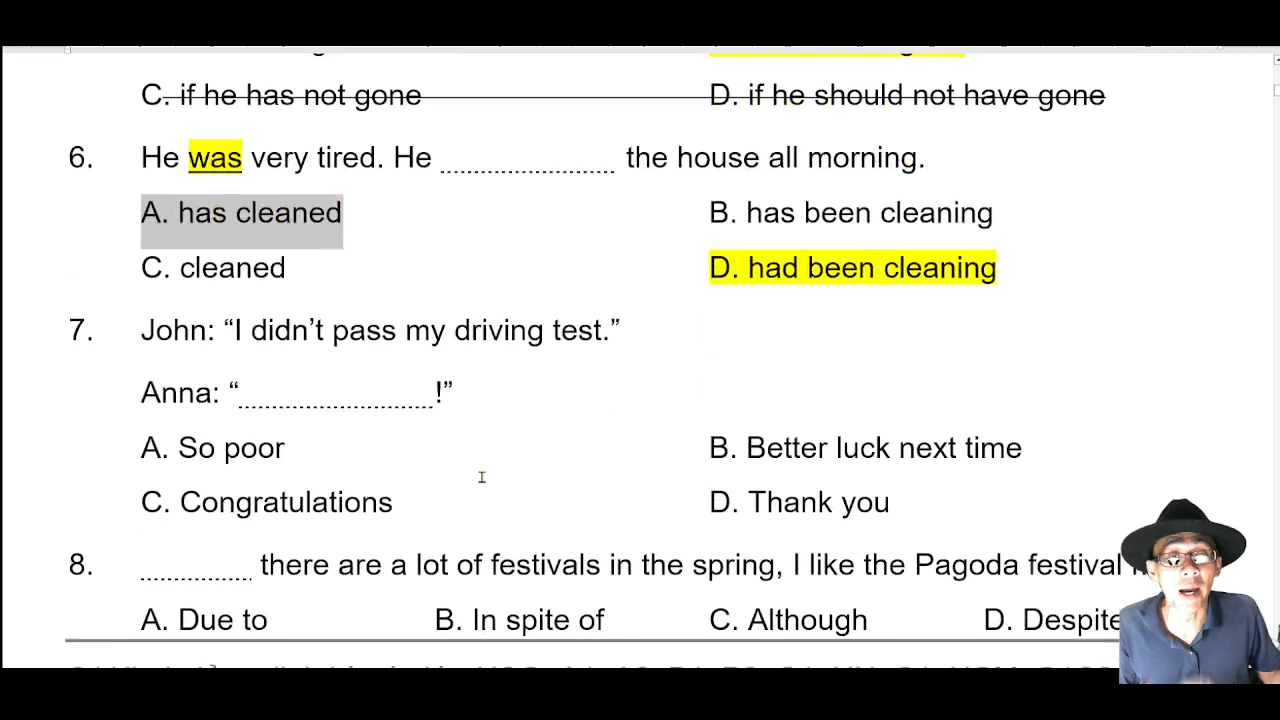 C. if he has not gone D. if he should not have gone
6. He was very tired. He ........................ the house all morning.
A. has cleaned B. has been cleaning
C. cleaned D. had been cleaning
7. John: “I didn’t pass my driving test.”
Anna: “...........................!”
A. So poor B. Better luck next time
C. Congratulations D. Thank you
8. ............... there are a lot of festivals in the spring, I like the Pagoda festival
A. Due to B. In spite of C. Although D. Despite